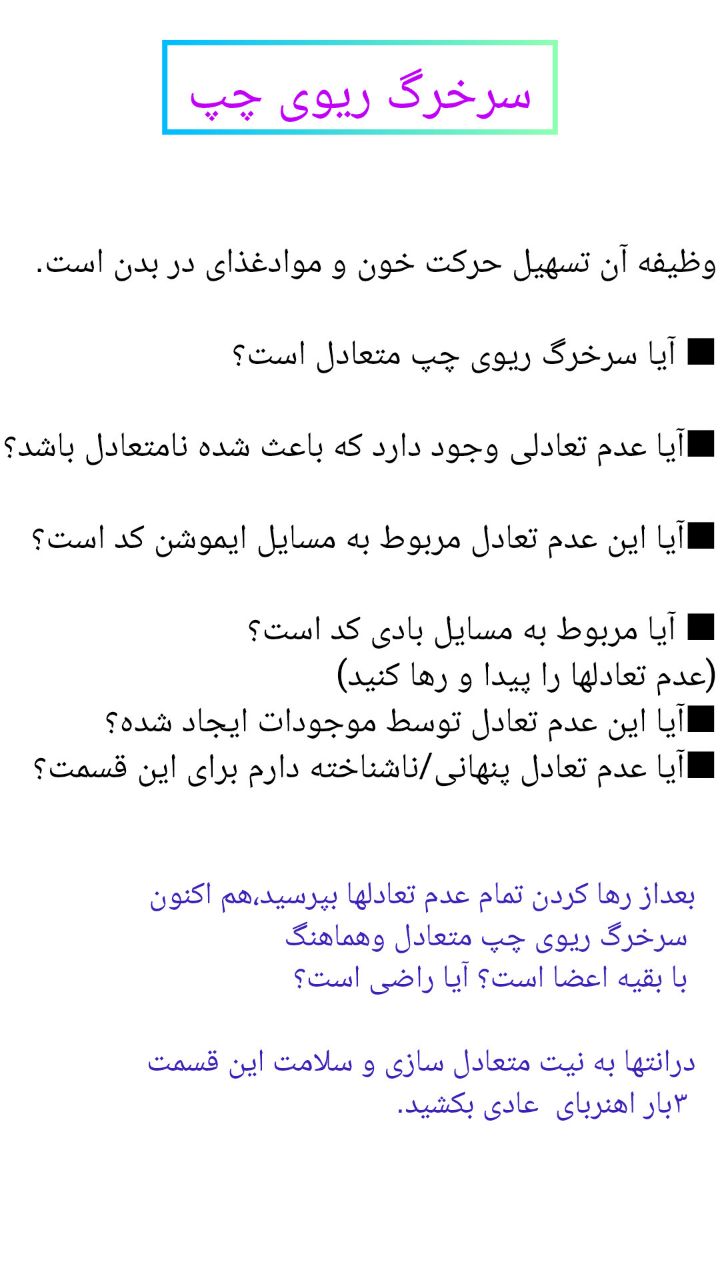 سرخرگ ریوی چپ
وظیفه آن تسهیل حرکت خون و موادغذای در بدن است.
■ آیا سرخرگ ریوی چپ متعادل است؟
■آیا عدم تعادلی وجود دارد که باعث شده نامتعادل باشد؟
■آیا این عدم تعادل مربوط به مسایل ایموشن کد است؟
■ آیا مربوط به مسایل بادی کد است؟
(عدم تعادلها را پیدا و رها کنید)
■آیا این عدم تعادل توسط موجودات ایجاد شده؟
■آیا عدم تعادل پنهانی/ناشناخته دارم برای این قسمت؟
بعداز رها کردن تمام عدم تعادلها بپرسید،هم اکنون
سرخرگ ریوی چپ متعادل وهماهنگ
با بقیه اعضا است؟ آیا راضی است؟
درانتها به نیت متعادل سازی و سلامت این قسمت
۳بار اهنربای عادی بکشید.